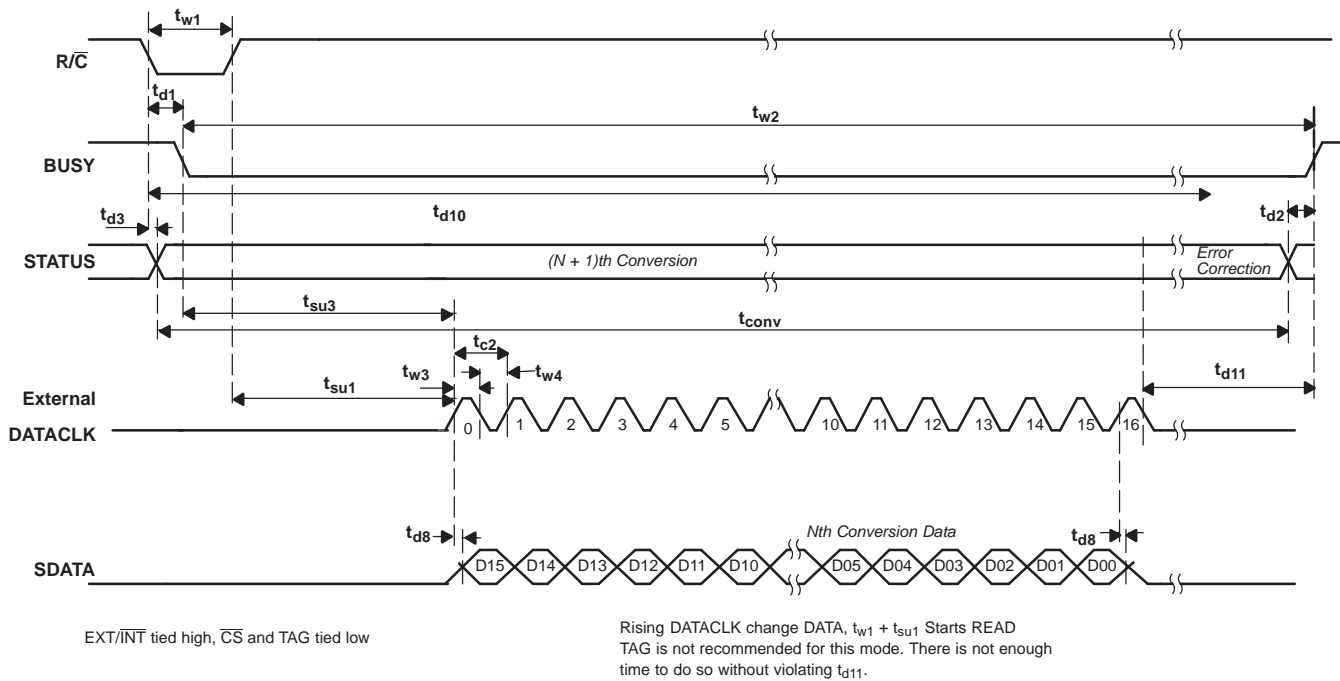 tw1
R/C
td1
tw2
BUSY
td3
td10
td2
STATUS
(N + 1)th Conversion
Error
Correction
tsu3
tconv
tc2
tw3
tw4
tsu1
td11
External
DATACLK
0 1 2 3 4 5 10 11 12 13 14 15 16
Nth Conversion Data
td8
td8
SDATA
D15 D14 D13 D12 D11 D10 D05 D04 D03 D02 D01 D00
EXT/INT tied high, CS and TAG tied low
Rising DATACLK change DATA, tw1 + tsu1 Starts READ
TAG is not recommended for this mode. There is not enough
time to do so without violating td11.